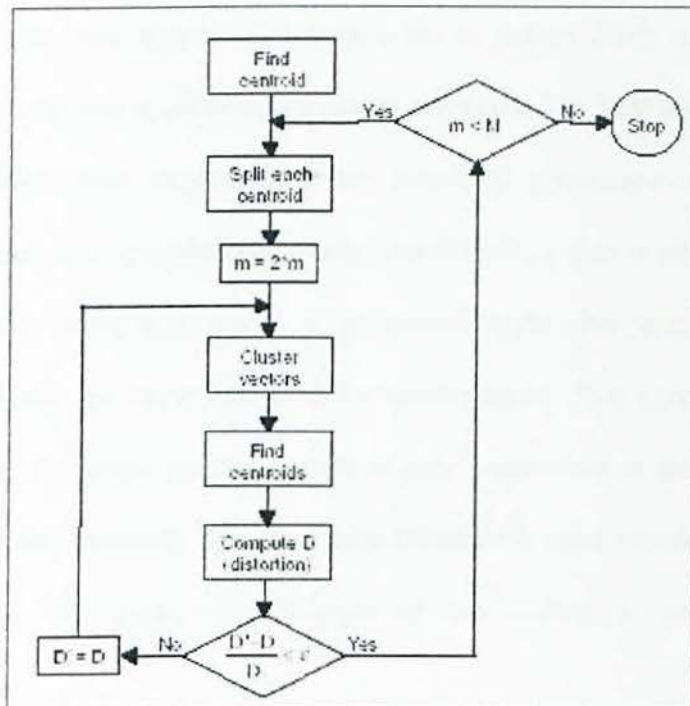 Find
centroid
Yes
m < M
No
Stop
Split each
centroid
m = 2*m
Cluster
vectors
Find
centroids
Compute D
(distortion)
D' = D
No
D'-D
D
< ε
Yes